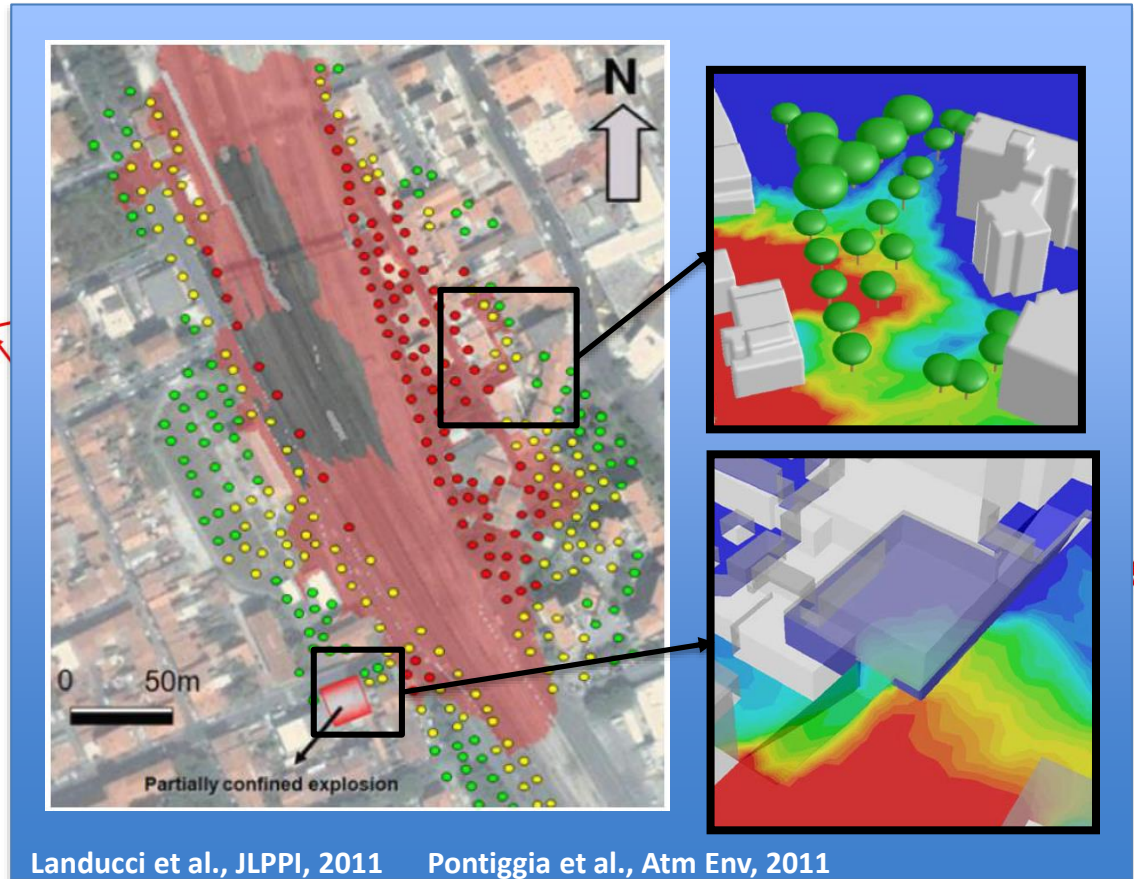 N
0 50m
Partially confined explosion
Landucci et al., JLPPI, 2011 Pontiggia et al., Atm Env, 2011